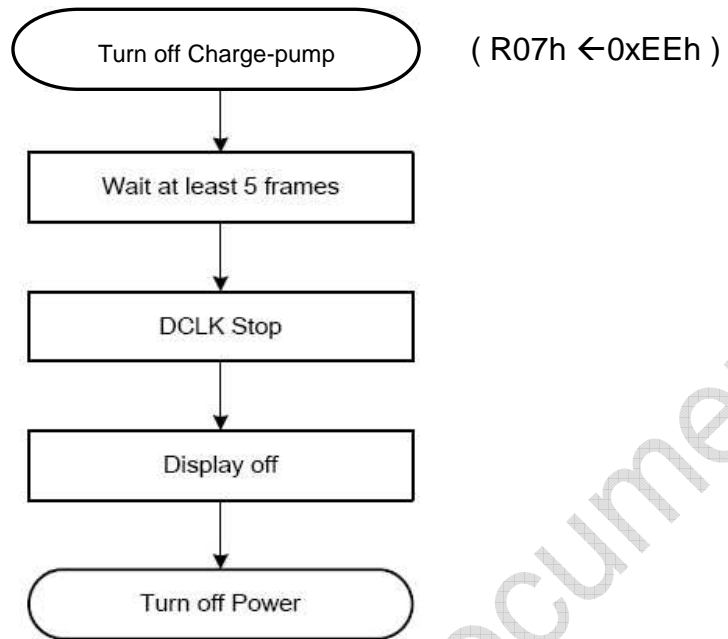 Turn off Charge-pump ( R07h ←0xEEh )
Wait at least 5 frames
DCLK Stop
Display off
Turn off Power